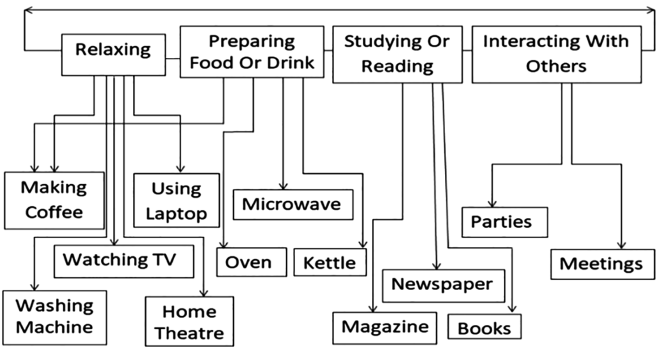 Relaxing
Preparing
Food Or Drink
Studying Or
Reading
Interacting With
Others
Making
Coffee
Using
Laptop
Microwave
Parties
Watching TV
Oven
Kettle
Meetings
Newspaper
Washing
Machine
Home
Theatre
Magazine
Books